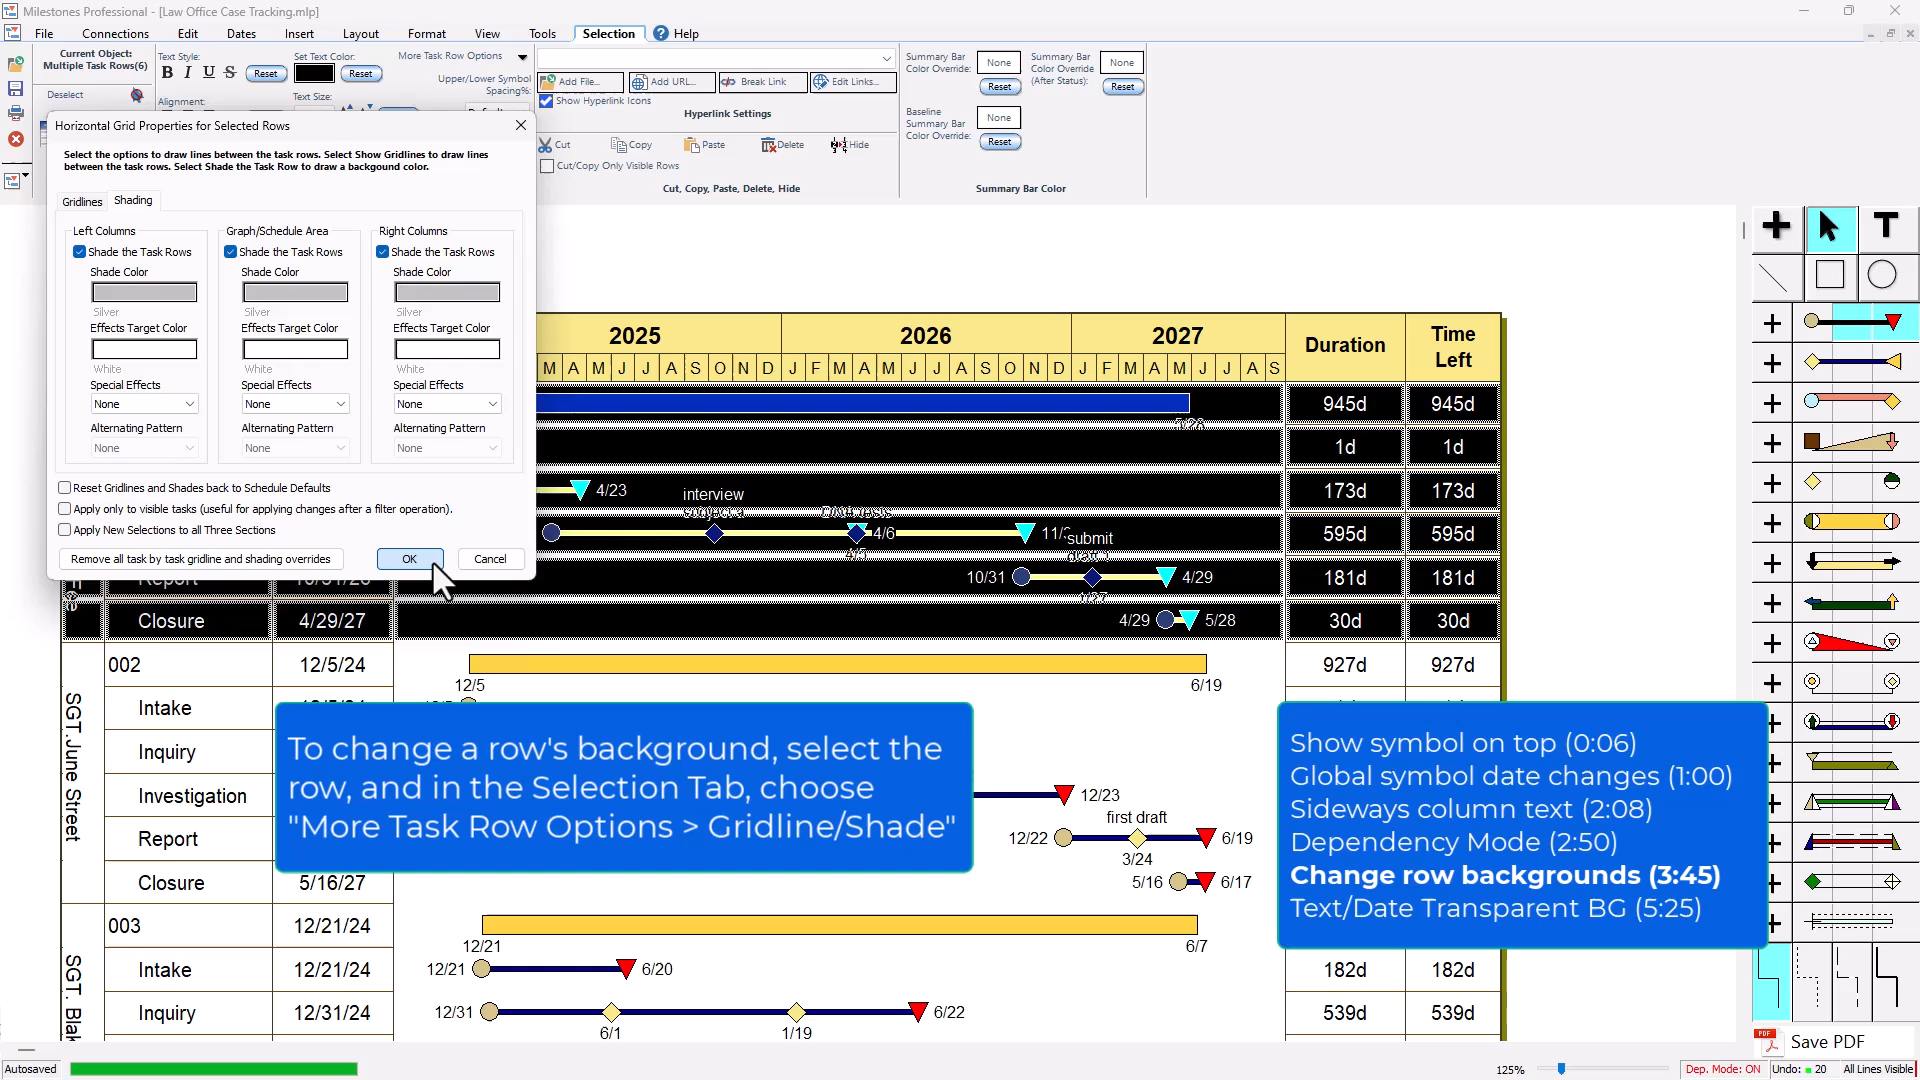 Milestones Professional - [Law Office Case Tracking.mlp]
File Connections Edit Dates Insert Layout Format View Tools Selection Help
Current Object:
Multiple Task Rows(6)
Deselect
Text Style:
B I U S Reset
Alignment:
Set Text Color:
Reset
Text Size:
More Task Row Options
Upper/Lower Symbol
Spacing%:
Add File... Add URL... Break Link Edit Links...
Show Hyperlink Icons
Hyperlink Settings
Cut Copy Paste Delete Hide
Cut/Copy Only Visible Rows
Cut, Copy, Paste, Delete, Hide
Summary Bar
Color Override: None
Reset
Summary Bar
Color Override
(After Status): None
Reset
Baseline
Summary Bar
Color Override: None
Reset
Summary Bar Color
Horizontal Grid Properties for Selected Rows
Select the options to draw lines between the task rows. Select Show Gridlines to draw lines
between the task rows. Select Shade the Task Row to draw a backgound color.
Gridlines Shading
Left Columns Graph/Schedule Area Right Columns
Shade the Task Rows Shade the Task Rows Shade the Task Rows
Shade Color Shade Color Shade Color
Silver Silver Silver
Effects Target Color Effects Target Color Effects Target Color
White White White
Special Effects Special Effects Special Effects
None None None
Alternating Pattern Alternating Pattern Alternating Pattern
None None None
Reset Gridlines and Shades back to Schedule Defaults
Apply only to visible tasks (useful for applying changes after a filter operation).
Apply New Selections to all Three Sections
Remove all task by task gridline and shading overrides OK Cancel
2025 2026 2027 Duration Time Left
M A M J J A S O N D J F M A M J J A S O N D J F M A M J J A S
5/28 945d 945d
1d 1d
4/23 173d 173d
interview
4/6 4/5 595d 595d
submit
Report 10/31 4/29 181d 181d
Closure 4/29/27 4/29 5/28 30d 30d
SGT.June Street
002 12/5/24 12/5 6/19 927d 927d
Intake
Inquiry
Investigation 12/23
Report 12/22 first draft 3/24 6/19
Closure 5/16/27 5/16 6/17
003 12/21/24 12/21 6/7
Intake 12/21/24 12/21 6/20 182d 182d
Inquiry 12/31/24 12/31 6/1 1/19 6/22 539d 539d
To change a row's background, select the
row, and in the Selection Tab, choose
"More Task Row Options > Gridline/Shade"
Show symbol on top (0:06)
Global symbol date changes (1:00)
Sideways column text (2:08)
Dependency Mode (2:50)
Change row backgrounds (3:45)
Text/Date Transparent BG (5:25)
T
PDF
Save PDF
Autosaved 125% Dep. Mode: ON Undo: 20 All Lines Visible